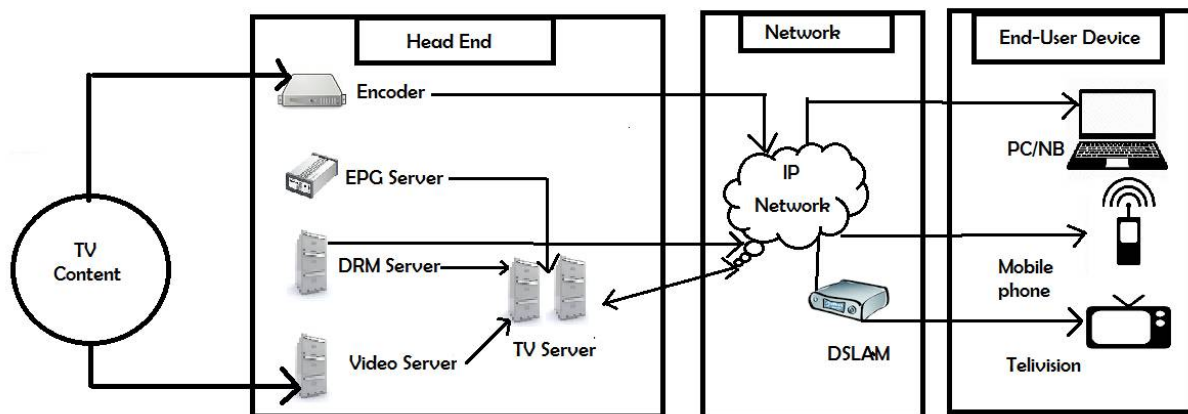 Head End
Network
End-User Device
Encoder
EPG Server
DRM Server
Video Server
TV Server
TV
Content
IP
Network
DSLAM
PC/NB
Mobile
phone
Telivision